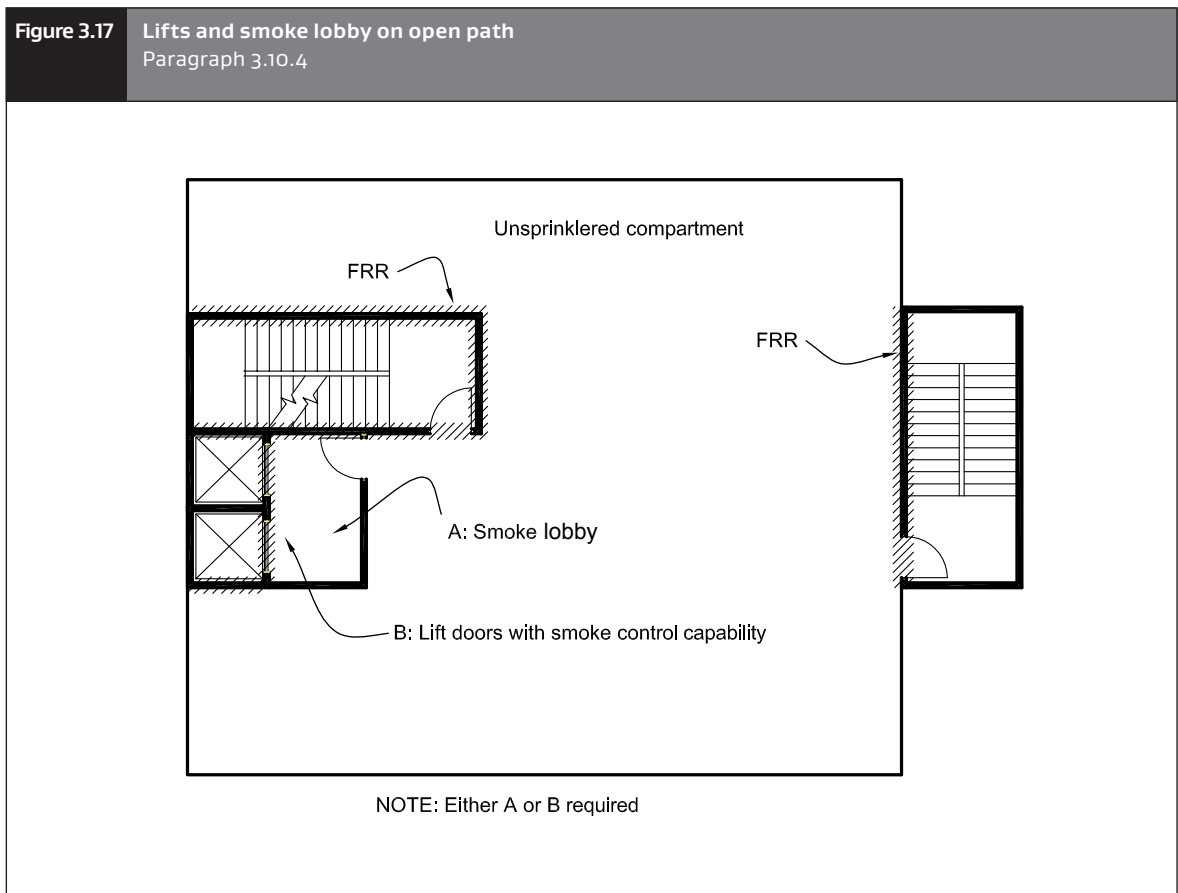 Figure 3.17
Lifts and smoke lobby on open path
Paragraph 3.10.4
Unsprinklered compartment
FRR
FRR
A: Smoke lobby
B: Lift doors with smoke control capability
NOTE: Either A or B required